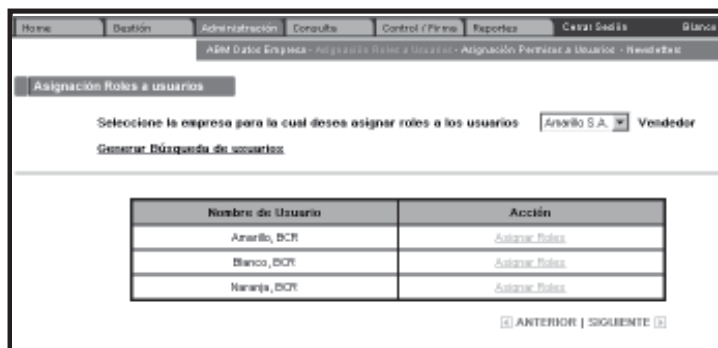 Home Gestión Administración Consulta Control / Firma Reportes Cerrar Sesión Blanco
ABM Datos Empresa - Asignación Roles a Usuarios - Asignación Permisos a Usuarios - Newsletters
Asignación Roles a usuarios
Seleccione la empresa para la cual desea asignar roles a los usuarios Amarillo S.A. Vendedor
Generar Búsqueda de usuarios
Nombre de Usuario Acción
Amarillo, BCR Asignar Roles
Blanco, BCR Asignar Roles
Naranja, BCR Asignar Roles
ANTERIOR | SIGUIENTE